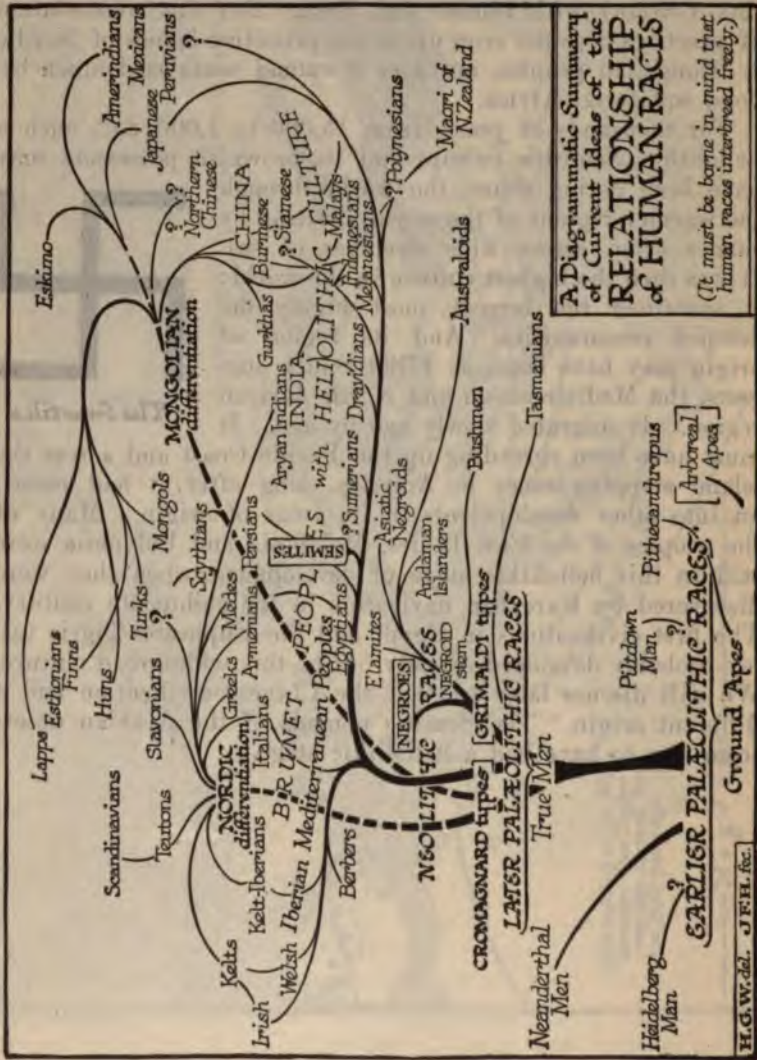 A Diagrammatic Summary
of Current Ideas of the
RELATIONSHIP
of HUMAN RACES
(It must be borne in mind that
human races interbreed freely.)
Eskimo
Amerindians
Mexicans
Peruvians
?
Japanese
Lapps
Esthonians
Finns
Huns
Turks
Mongols
MONGOLIAN
differentiation
?
Northern
Chinese
?
CHINA
Burmese
?
Siamese
Malays
Gurkhas
Indonesians
Melanesians
??Polynesians
Maori of
N Zealand
Scandinavians
Teutons
Slavonians
?
Scythians
NORDIC
differentiation
Greeks
Medes
Armenians
Persians
Aryan Indians
INDIA
Italians
Kelt-Iberians
Kelts
Irish
Welsh
BRUNET PEOPLES with HELIOLITHIC CULTURE
Iberian Mediterranean Peoples
Berbers
Egyptians
SEMITES
?Sumerians
Dravidians
Elamites
Asiatic
Negroids
Australoids
NEOLITHIC RACES
NEGROES
NEGROID
stem
Andaman
Islanders
Bushmen
CROMAGNARD types
GRIMALDI types
LATER PALÆOLITHIC RACES
Tasmanians
True Men
Neanderthal
Men
Heidelberg
Man
?
Piltdown
Man
?
Pithecanthropus
EARLIER PALÆOLITHIC RACES
Arboreal
Apes
Ground Apes
H.G.W. del. J.F.H. fec.